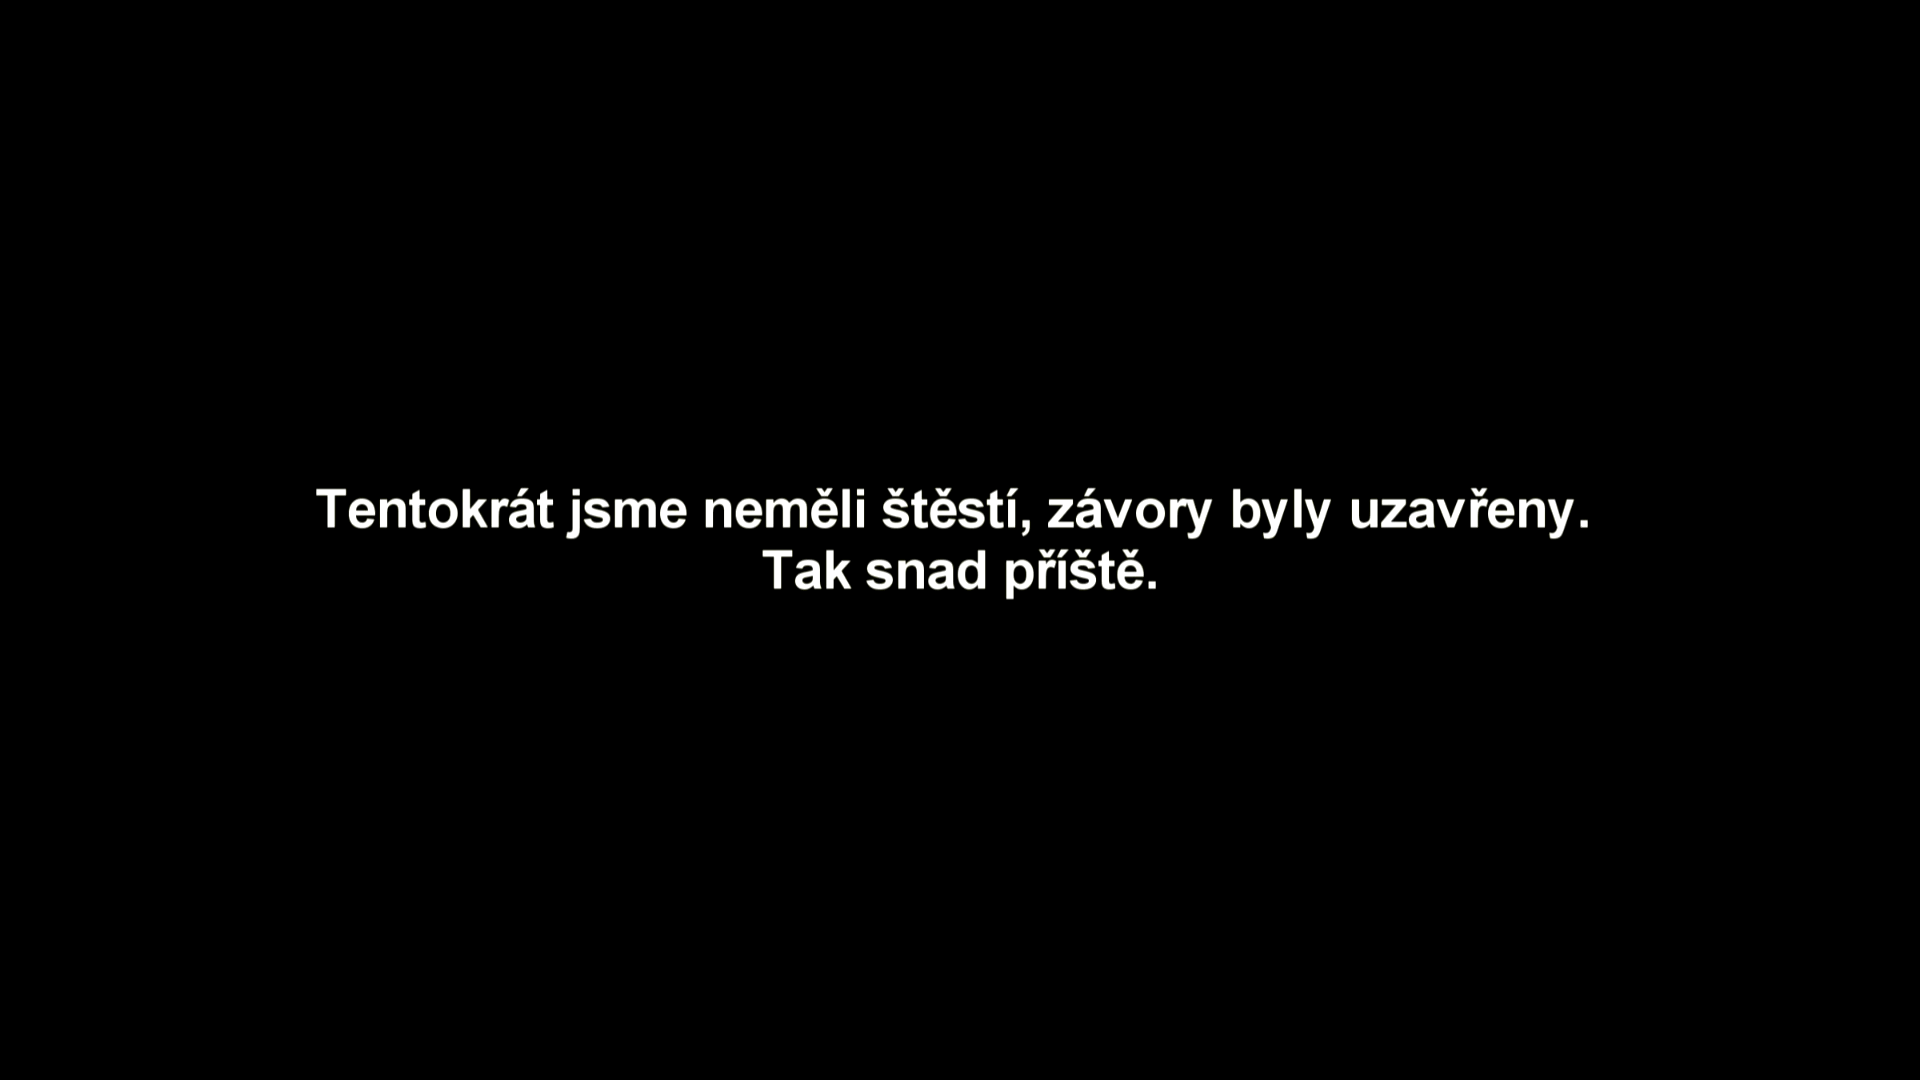 Tentokrát jsme neměli štěstí, závory byly uzavřeny.
Tak snad příště.